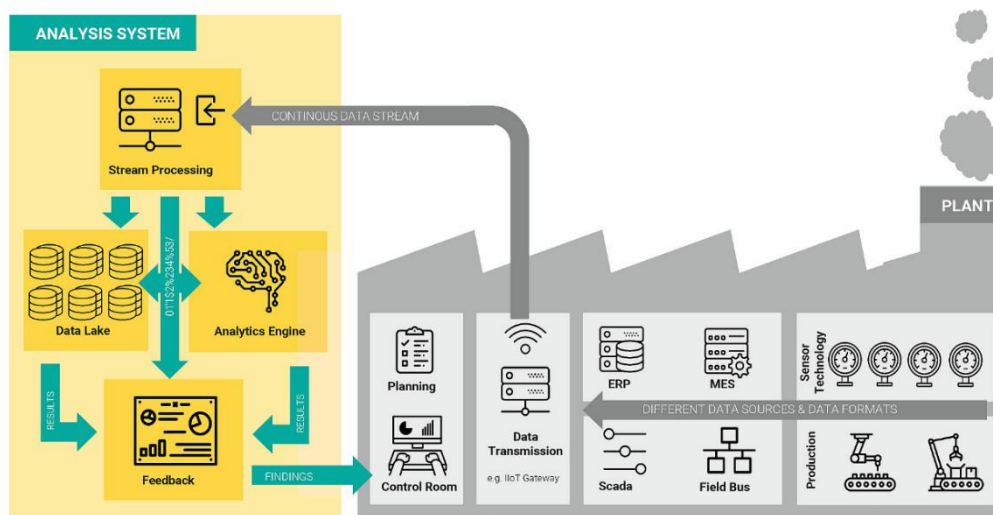 ANALYSIS SYSTEM
CONTINOUS DATA STREAM
Stream Processing
PLANT
0T1$2%234%53/
Data Lake
Analytics Engine
RESULTS
RESULTS
Feedback
FINDINGS
Planning
Control Room
Data
Transmission
e.g. IIoT Gateway
ERP
MES
Sensor
Technology
DIFFERENT DATA SOURCES & DATA FORMATS
Scada
Field Bus
Production